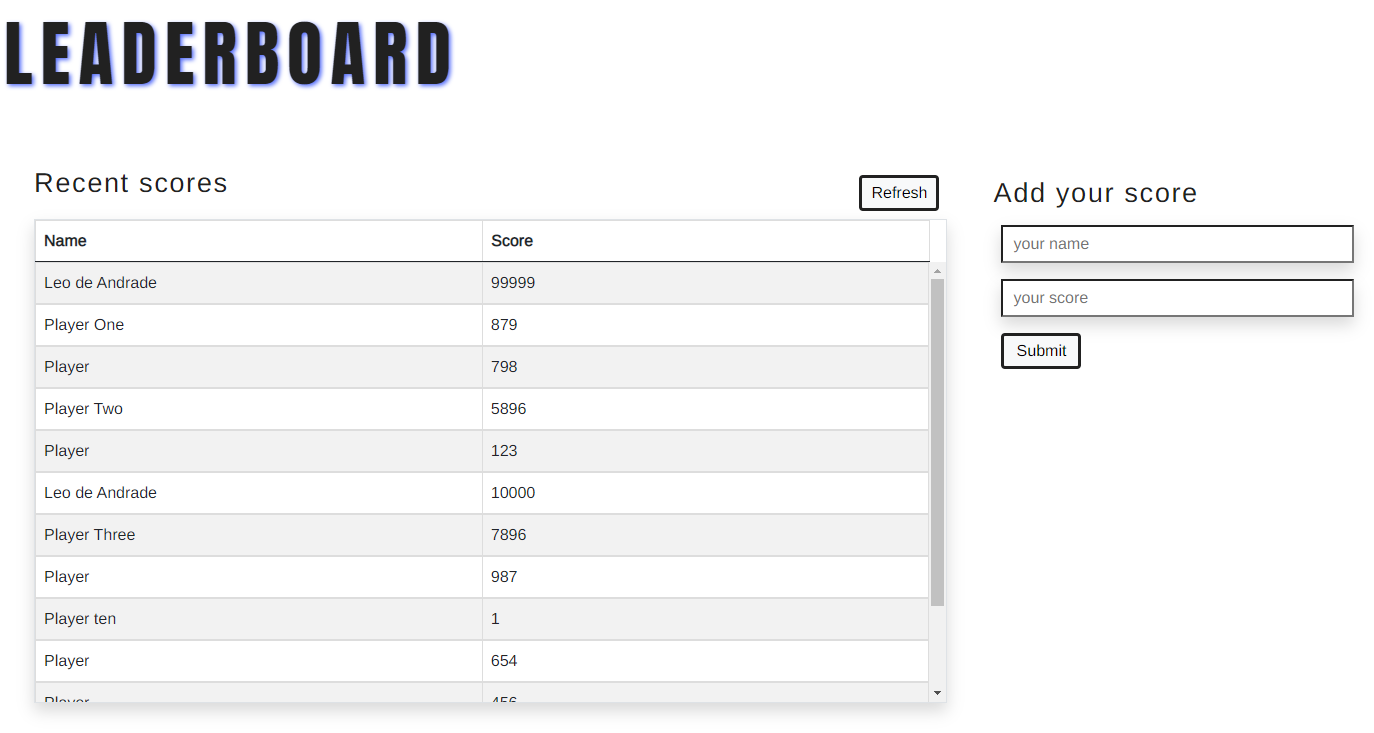 LEADERBOARD
Recent scores
Refresh
Name Score
Leo de Andrade 99999
Player One 879
Player 798
Player Two 5896
Player 123
Leo de Andrade 10000
Player Three 7896
Player 987
Player ten 1
Player 654
Player 456
Add your score
your name
your score
Submit